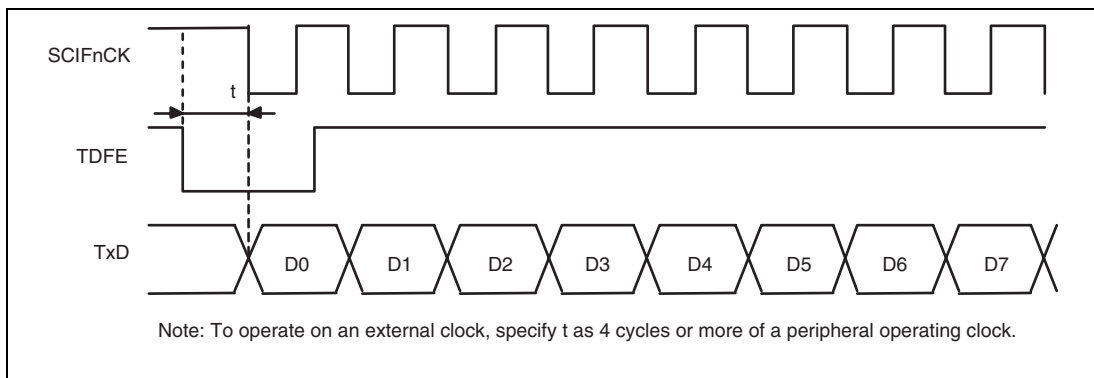 SCIFnCK
t
TDFE
TxD
D0 D1 D2 D3 D4 D5 D6 D7
Note: To operate on an external clock, specify t as 4 cycles or more of a peripheral operating clock.